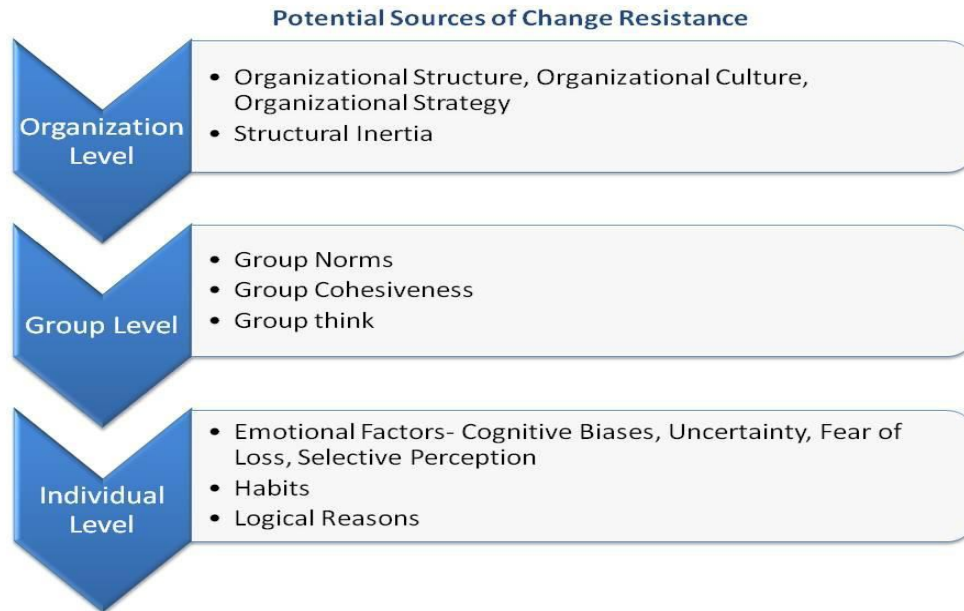 Potential Sources of Change Resistance
Organization
Level
• Organizational Structure, Organizational Culture,
Organizational Strategy
• Structural Inertia
Group Level
• Group Norms
• Group Cohesiveness
• Group think
Individual
Level
• Emotional Factors- Cognitive Biases, Uncertainty, Fear of
Loss, Selective Perception
• Habits
• Logical Reasons